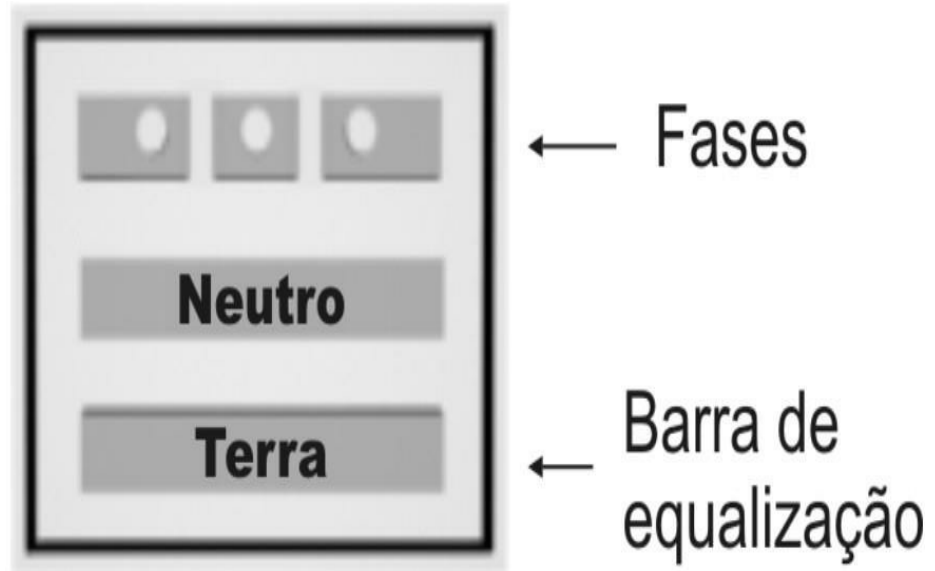 Fases
Neutro
Terra
Barra de
equalização